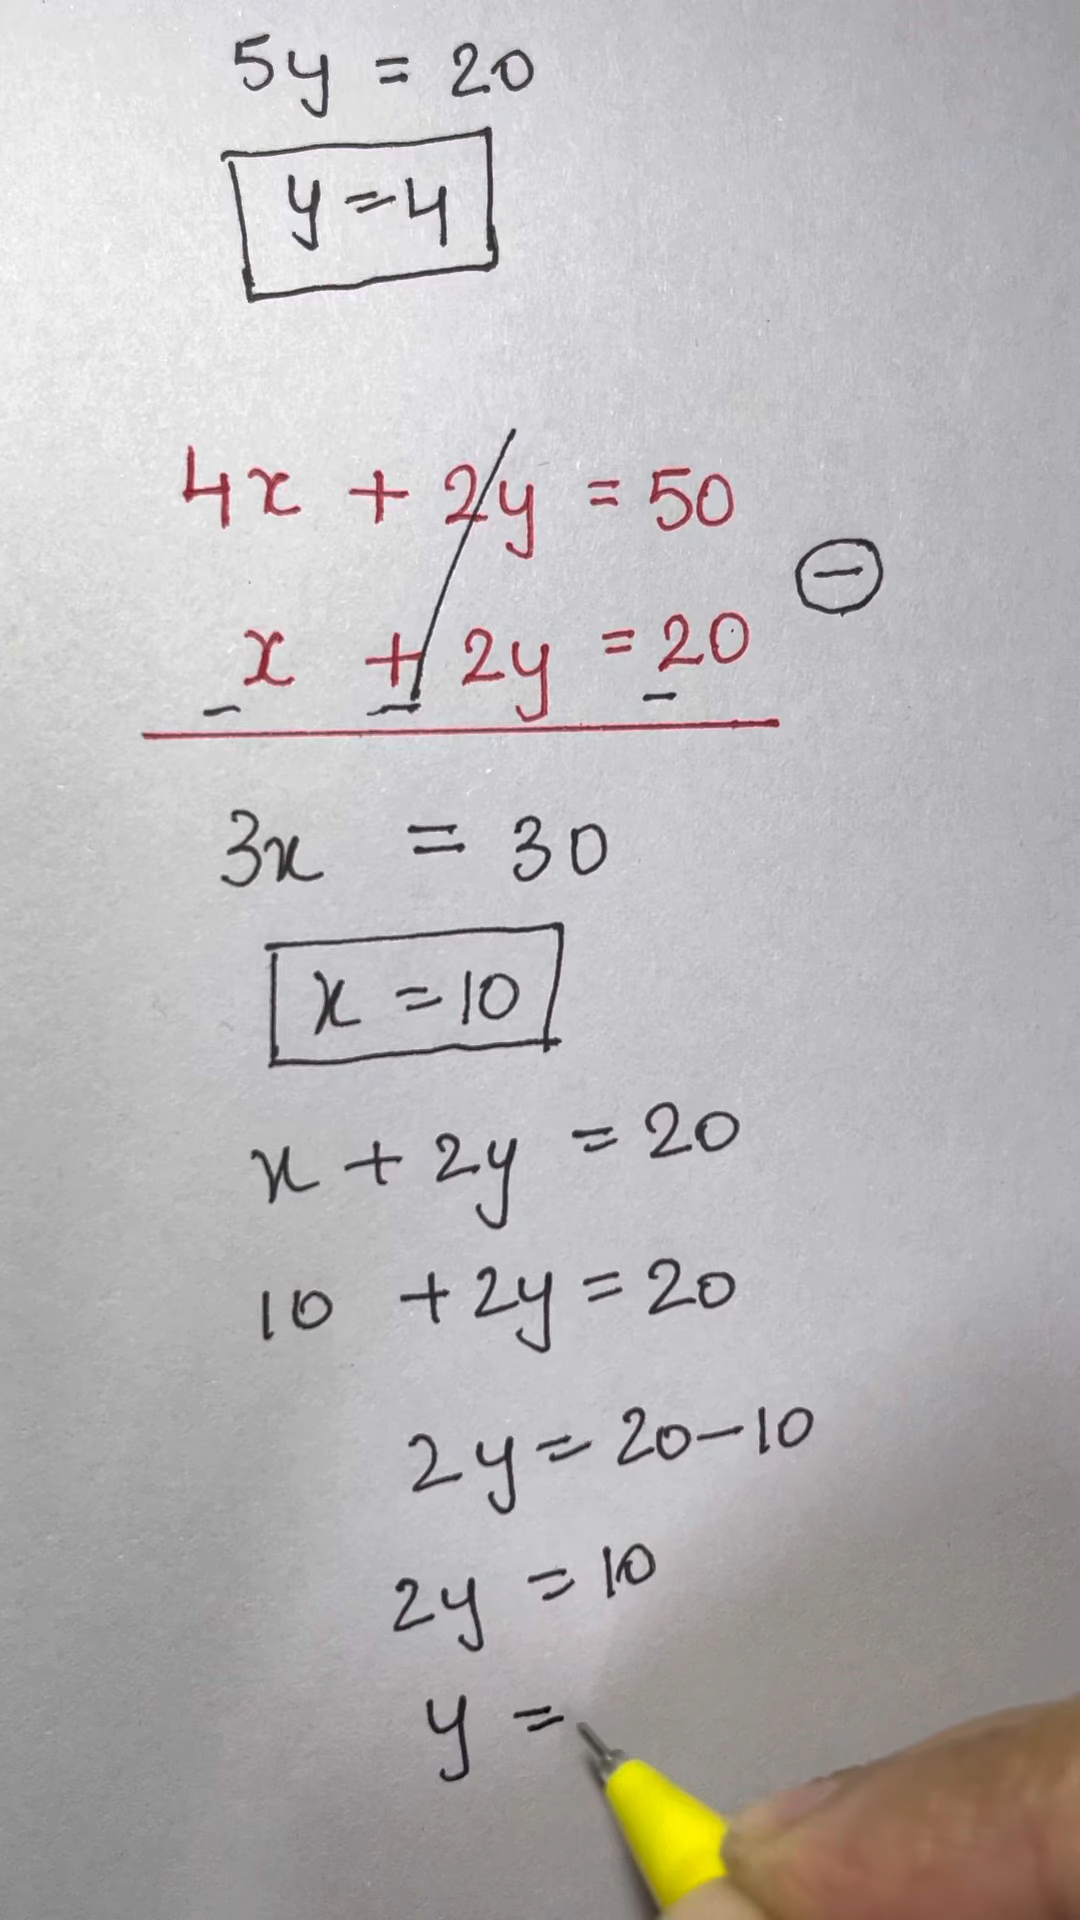 5y = 20
y = 4
4x + 2y = 50
x + 2y = 20
−
− − −
3x = 30
x = 10
x + 2y = 20
10 + 2y = 20
2y = 20 − 10
2y = 10
y =